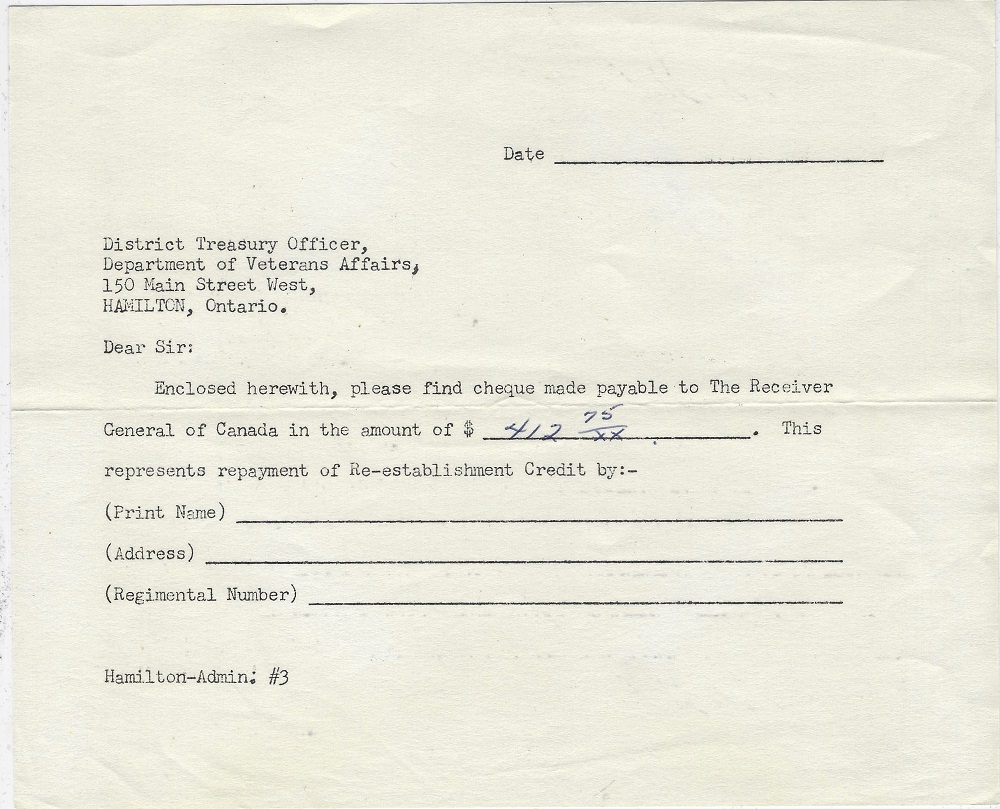 Date
District Treasury Officer,
Department of Veterans Affairs,
150 Main Street West,
HAMILTON, Ontario.
Dear Sir:
Enclosed herewith, please find cheque made payable to The Receiver
General of Canada in the amount of $ 412 75/xx. This
represents repayment of Re-establishment Credit by:-
(Print Name)
(Address)
(Regimental Number)
Hamilton-Admin: #3